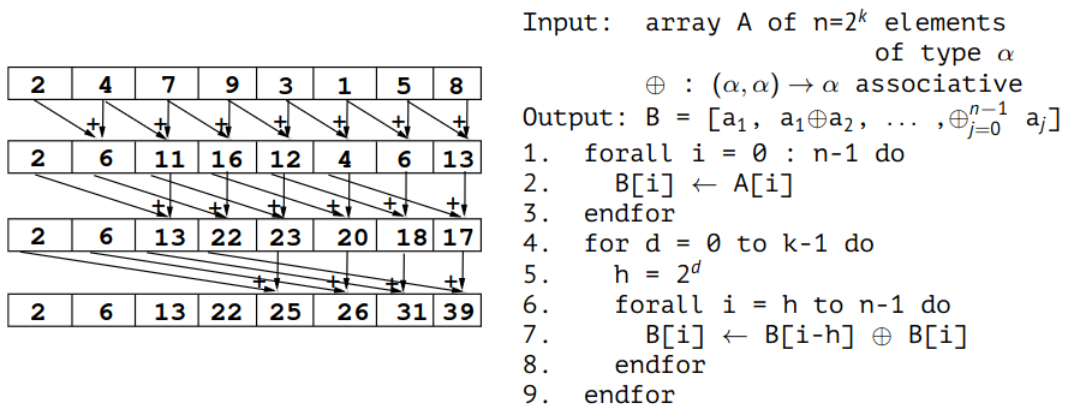 2 4 7 9 3 1 5 8
+ + + + + + +
2 6 11 16 12 4 6 13
+ + + + + +
2 6 13 22 23 20 18 17
+ + + +
2 6 13 22 25 26 31 39
Input: array A of n=2^k elements
of type α
⊕ : (α,α) → α associative
Output: B = [a₁, a₁⊕a₂, ... ,⊕_{j=0}^{n−1} a_j]
1. forall i = 0 : n-1 do
2. B[i] ← A[i]
3. endfor
4. for d = 0 to k-1 do
5. h = 2^d
6. forall i = h to n-1 do
7. B[i] ← B[i-h] ⊕ B[i]
8. endfor
9. endfor